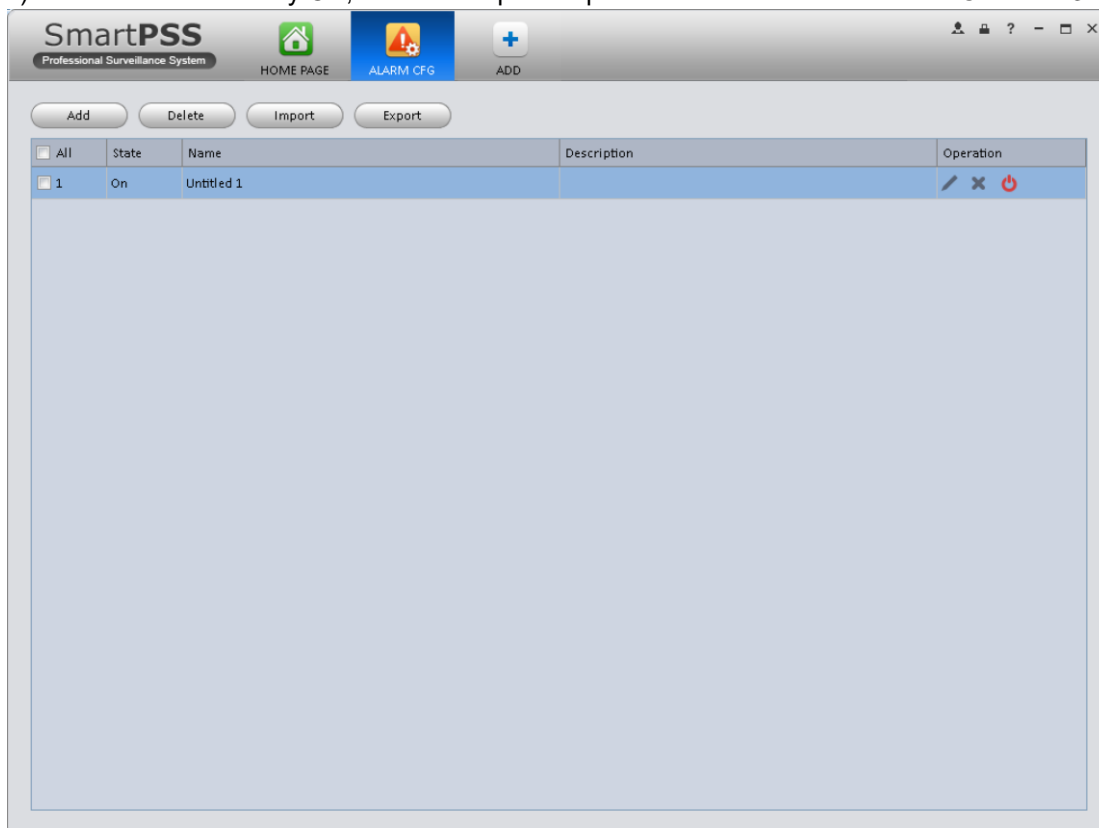 SmartPSS
Professional Surveillance System
HOME PAGE
ALARM CFG
ADD
?
Add
Delete
Import
Export
All State Name Description Operation
1 On Untitled 1